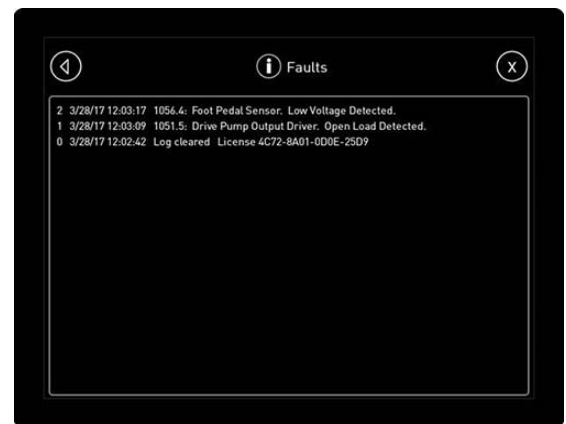 i Faults X
2 3/28/17 12:03:17 1056.4: Foot Pedal Sensor. Low Voltage Detected.
1 3/28/17 12:03:09 1051.5: Drive Pump Output Driver. Open Load Detected.
0 3/28/17 12:02:42 Log cleared License 4C72-8A01-0D0E-25D9